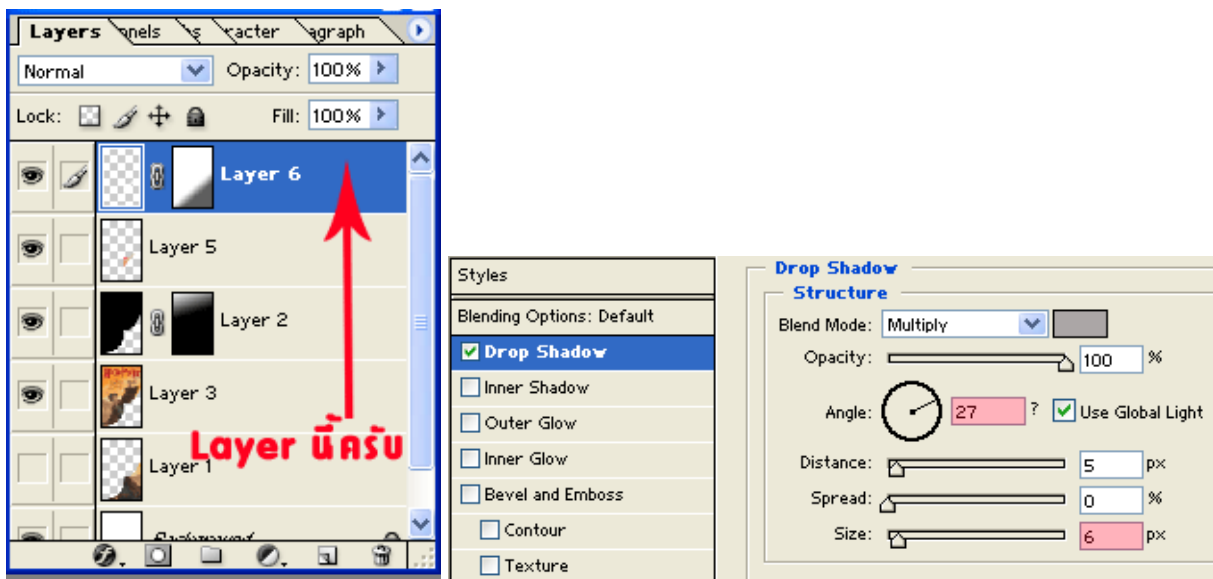 Layers nnels s racter agraph
Normal Opacity: 100%
Lock: Fill: 100%
Layer 6
Layer 5
Layer 2
Layer 3
Layer นี้ครับ
Layer 1
Styles
Blending Options: Default
Drop Shadow
Inner Shadow
Outer Glow
Inner Glow
Bevel and Emboss
Contour
Texture
Drop Shadow
Structure
Blend Mode: Multiply
Opacity: 100 %
Angle: 27 ? Use Global Light
Distance: 5 px
Spread: 0 %
Size: 6 px